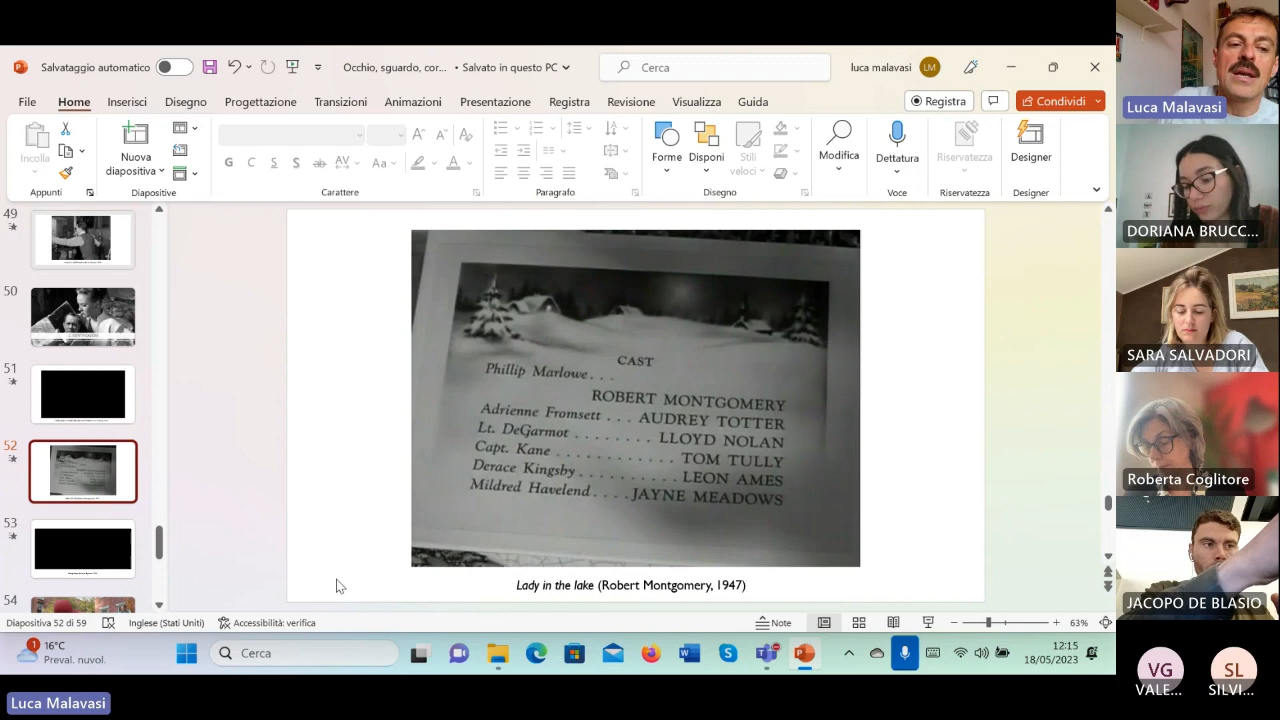 Salvataggio automatico
Occhio, sguardo, cor... • Salvato in questo PC
Cerca
luca malavasi
LM
File Home Inserisci Disegno Progettazione Transizioni Animazioni Presentazione Registra Revisione Visualizza Guida
Registra
Condividi
Incolla
Nuova
diapositiva
Forme
Disponi
Stili
veloci
Modifica
Dettatura
Riservatezza
Designer
Appunti
Diapositive
Carattere
Paragrafo
Disegno
Voce
Riservatezza
Designer
49
50
51
52
53
54
CAST
Phillip Marlowe . . .
ROBERT MONTGOMERY
Adrienne Fromsett . . . AUDREY TOTTER
Lt. DeGarmot . . . . . . . . LLOYD NOLAN
Capt. Kane . . . . . . . . . . . . TOM TULLY
Derace Kingsby . . . . . . . . . . LEON AMES
Mildred Havelend . . . . JAYNE MEADOWS
Lady in the lake (Robert Montgomery, 1947)
Diapositiva 52 di 59
Inglese (Stati Uniti)
Accessibilità: verifica
Note
63%
1
16°C
Preval. nuvol.
Cerca
12:15
18/05/2023
Luca Malavasi
Luca Malavasi
DORIANA BRUCC...
SARA SALVADORI
Roberta Coglitore
JACOPO DE BLASIO
VG
VALE...
SL
SILVI...